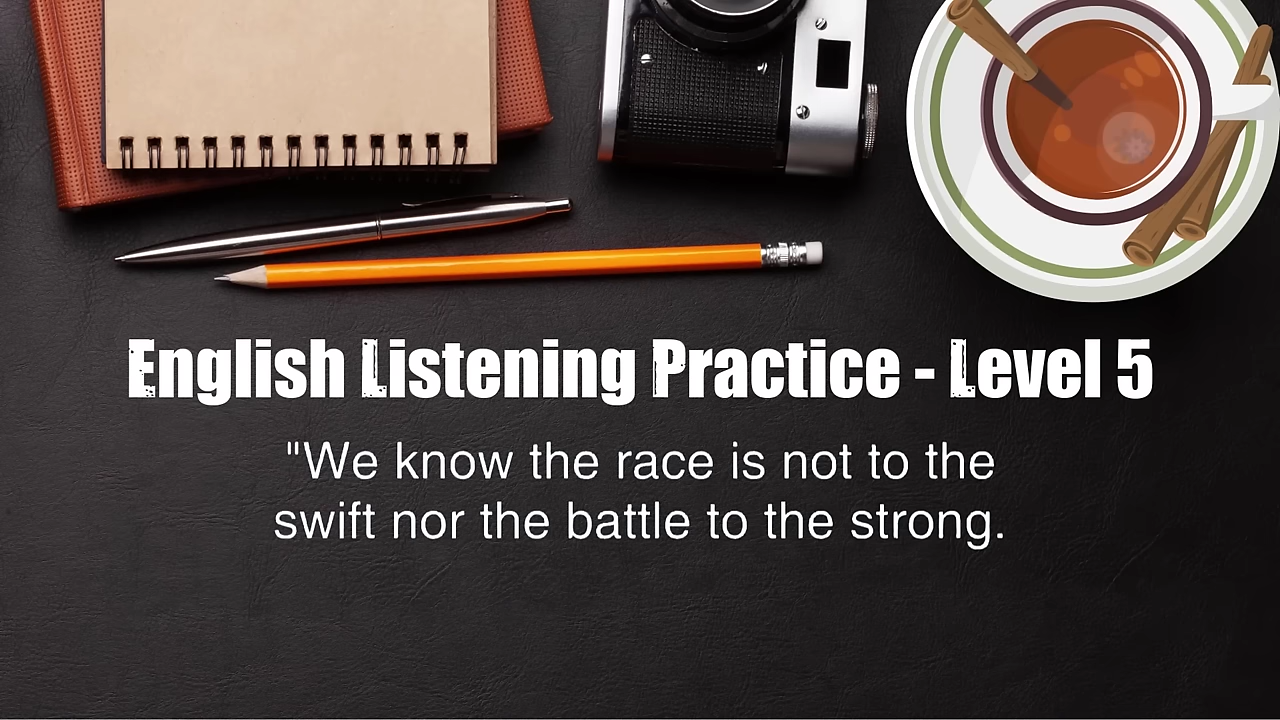 English Listening Practice - Level 5
"We know the race is not to the
swift nor the battle to the strong.